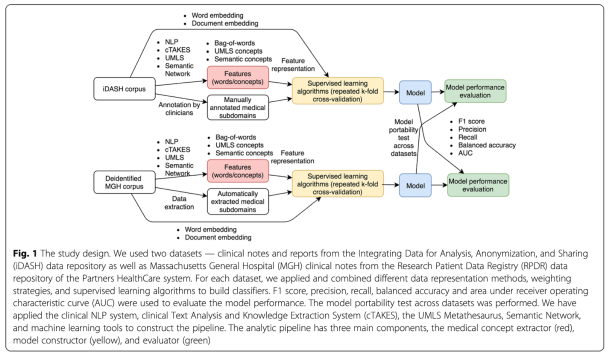 • Word embedding
• Document embedding
• NLP
• cTAKES
• UMLS
• Semantic
Network
• Bag-of-words
• UMLS concepts
• Semantic concepts
Feature
representation
iDASH corpus
Features
(words/concepts)
Annotation by
clinicians
Manually
annotated medical
subdomains
Supervised learning
algorithms (repeated k-fold
cross-validation)
Model
Model performance
evaluation
Model
portability
test
across
datasets
• F1 score
• Precision
• Recall
• Balanced accuracy
• AUC
• NLP
• cTAKES
• UMLS
• Semantic
Network
• Bag-of-words
• UMLS concepts
• Semantic concepts
Feature
representation
Deidentified
MGH corpus
Features
(words/concepts)
Data
extraction
Automatically
extracted medical
subdomains
Supervised learning
algorithms (repeated k-fold
cross-validation)
Model
Model performance
evaluation
• Word embedding
• Document embedding
Fig. 1 The study design. We used two datasets — clinical notes and reports from the Integrating Data for Analysis, Anonymization, and Sharing
(iDASH) data repository as well as Massachusetts General Hospital (MGH) clinical notes from the Research Patient Data Registry (RPDR) data
repository of the Partners HealthCare system. For each dataset, we applied and combined different data representation methods, weighting
strategies, and supervised learning algorithms to build classifiers. F1 score, precision, recall, balanced accuracy and area under receiver operating
characteristic curve (AUC) were used to evaluate the model performance. The model portability test across datasets was performed. We have
applied the clinical NLP system, clinical Text Analysis and Knowledge Extraction System (cTAKES), the UMLS Metathesaurus, Semantic Network,
and machine learning tools to construct the pipeline. The analytic pipeline has three main components, the medical concept extractor (red),
model constructor (yellow), and evaluator (green)